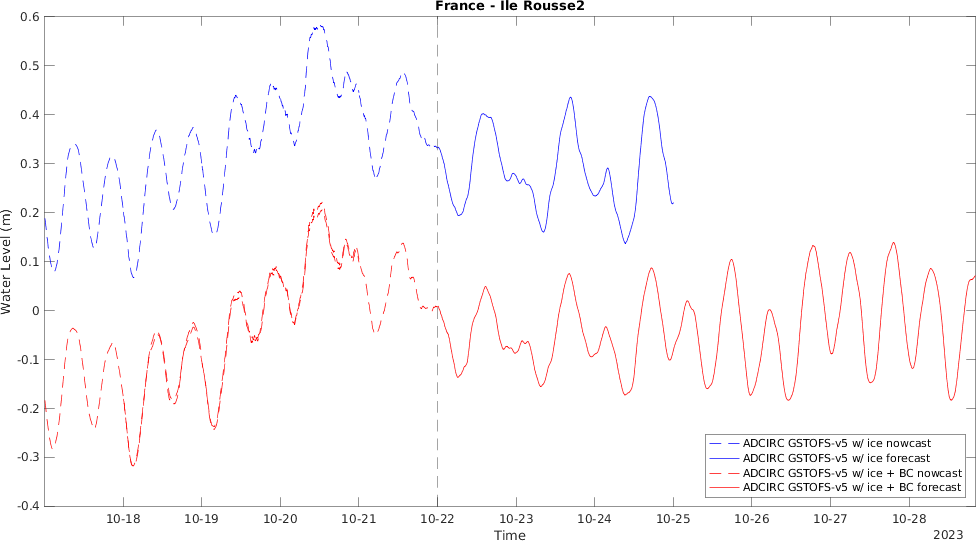 France - Ile Rousse2
Water Level (m)
0.6
0.5
0.4
0.3
0.2
0.1
0
-0.1
-0.2
-0.3
-0.4
ADCIRC GSTOFS-v5 w/ ice nowcast
ADCIRC GSTOFS-v5 w/ ice forecast
ADCIRC GSTOFS-v5 w/ ice + BC nowcast
ADCIRC GSTOFS-v5 w/ ice + BC forecast
10-18 10-19 10-20 10-21 10-22 10-23 10-24 10-25 10-26 10-27 10-28
Time 2023